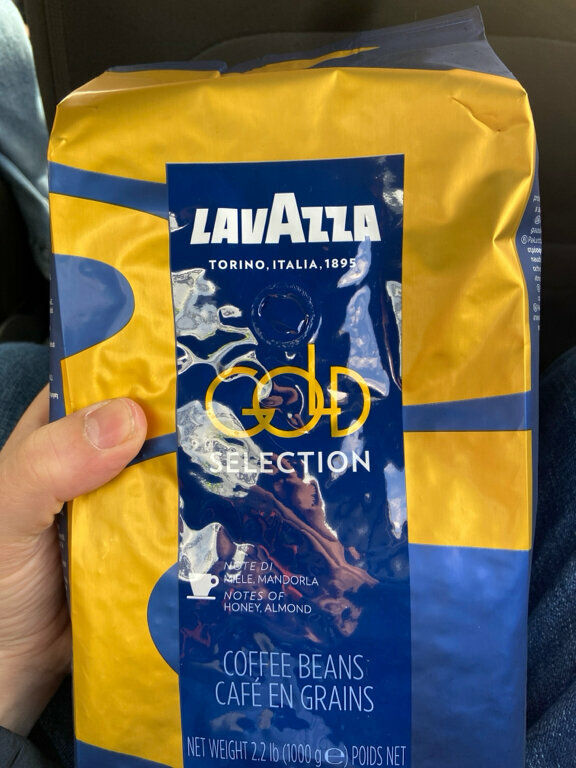 LAVAZZA
TORINO, ITALIA, 1895
GOLD
SELECTION
NOTE DI
MIELE, MANDORLA
NOTES OF
HONEY, ALMOND
COFFEE BEANS
CAFÉ EN GRAINS
NET WEIGHT 2.2 lb (1000 g ℮) POIDS NET